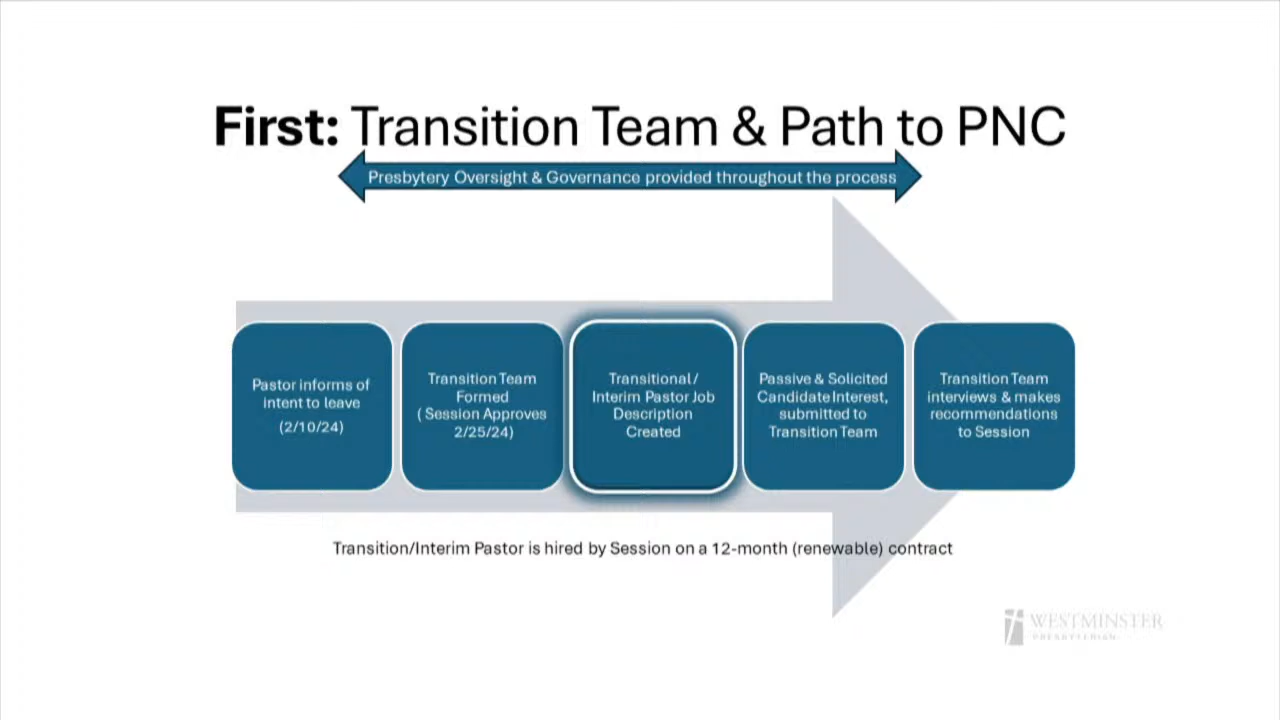 First: Transition Team & Path to PNC
Presbytery Oversight & Governance provided throughout the process
Pastor informs of
intent to leave
(2/10/24)
Transition Team
Formed
( Session Approves
2/25/24)
Transitional /
Interim Pastor Job
Description
Created
Passive & Solicited
Candidate Interest,
submitted to
Transition Team
Transition Team
interviews & makes
recommendations
to Session
Transition/Interim Pastor is hired by Session on a 12-month (renewable) contract
WESTMINSTER
PRESBYTERIAN